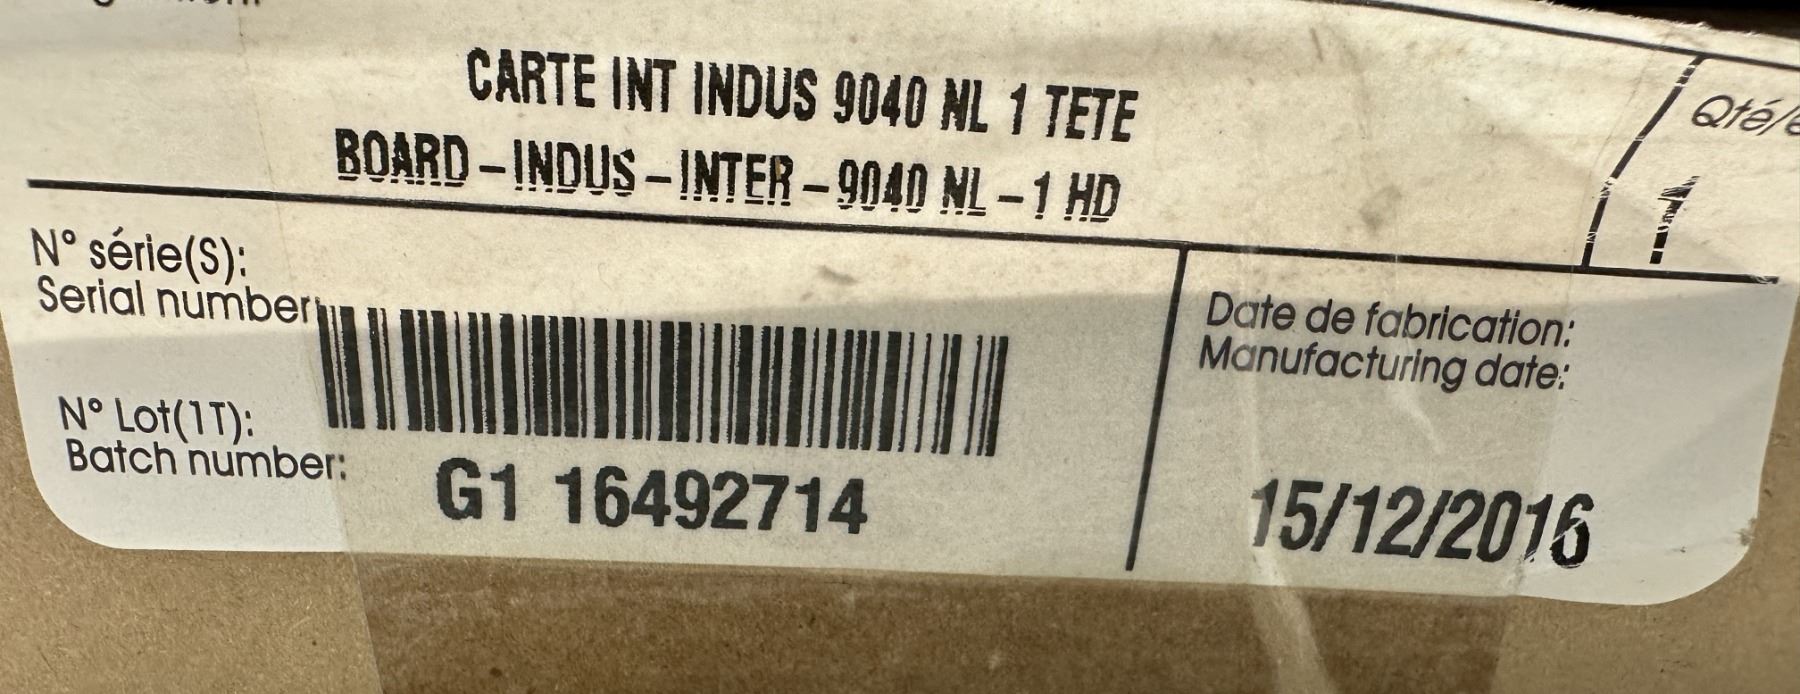 CARTE INT INDUS 9040 NL 1 TETE
BOARD-INDUS-INTER-9040 NL-1 HD
Qté/
1
N° série(S):
Serial number
N° Lot(1T):
Batch number:
G1 16492714
Date de fabrication:
Manufacturing date:
15/12/2016